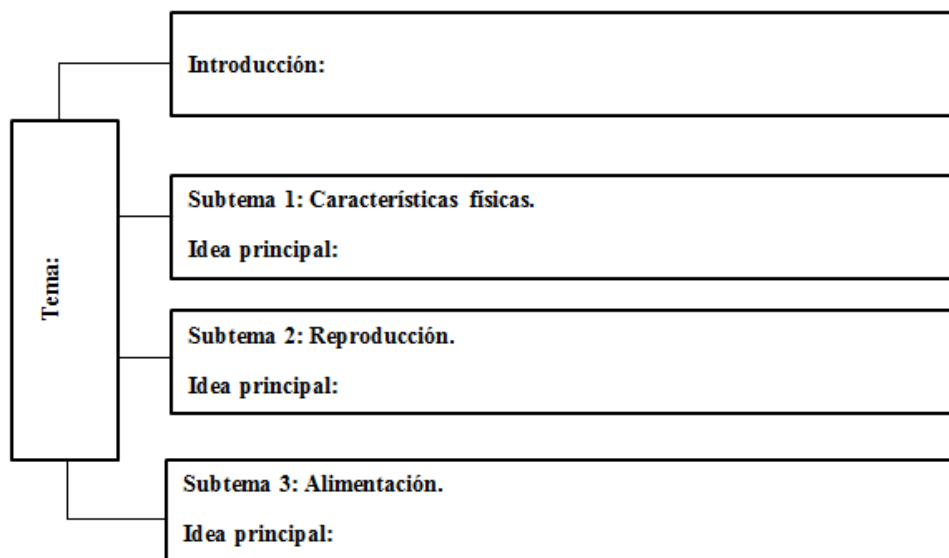 Introducción:
Tema:
Subtema 1: Características físicas.
Idea principal:
Subtema 2: Reproducción.
Idea principal:
Subtema 3: Alimentación.
Idea principal: